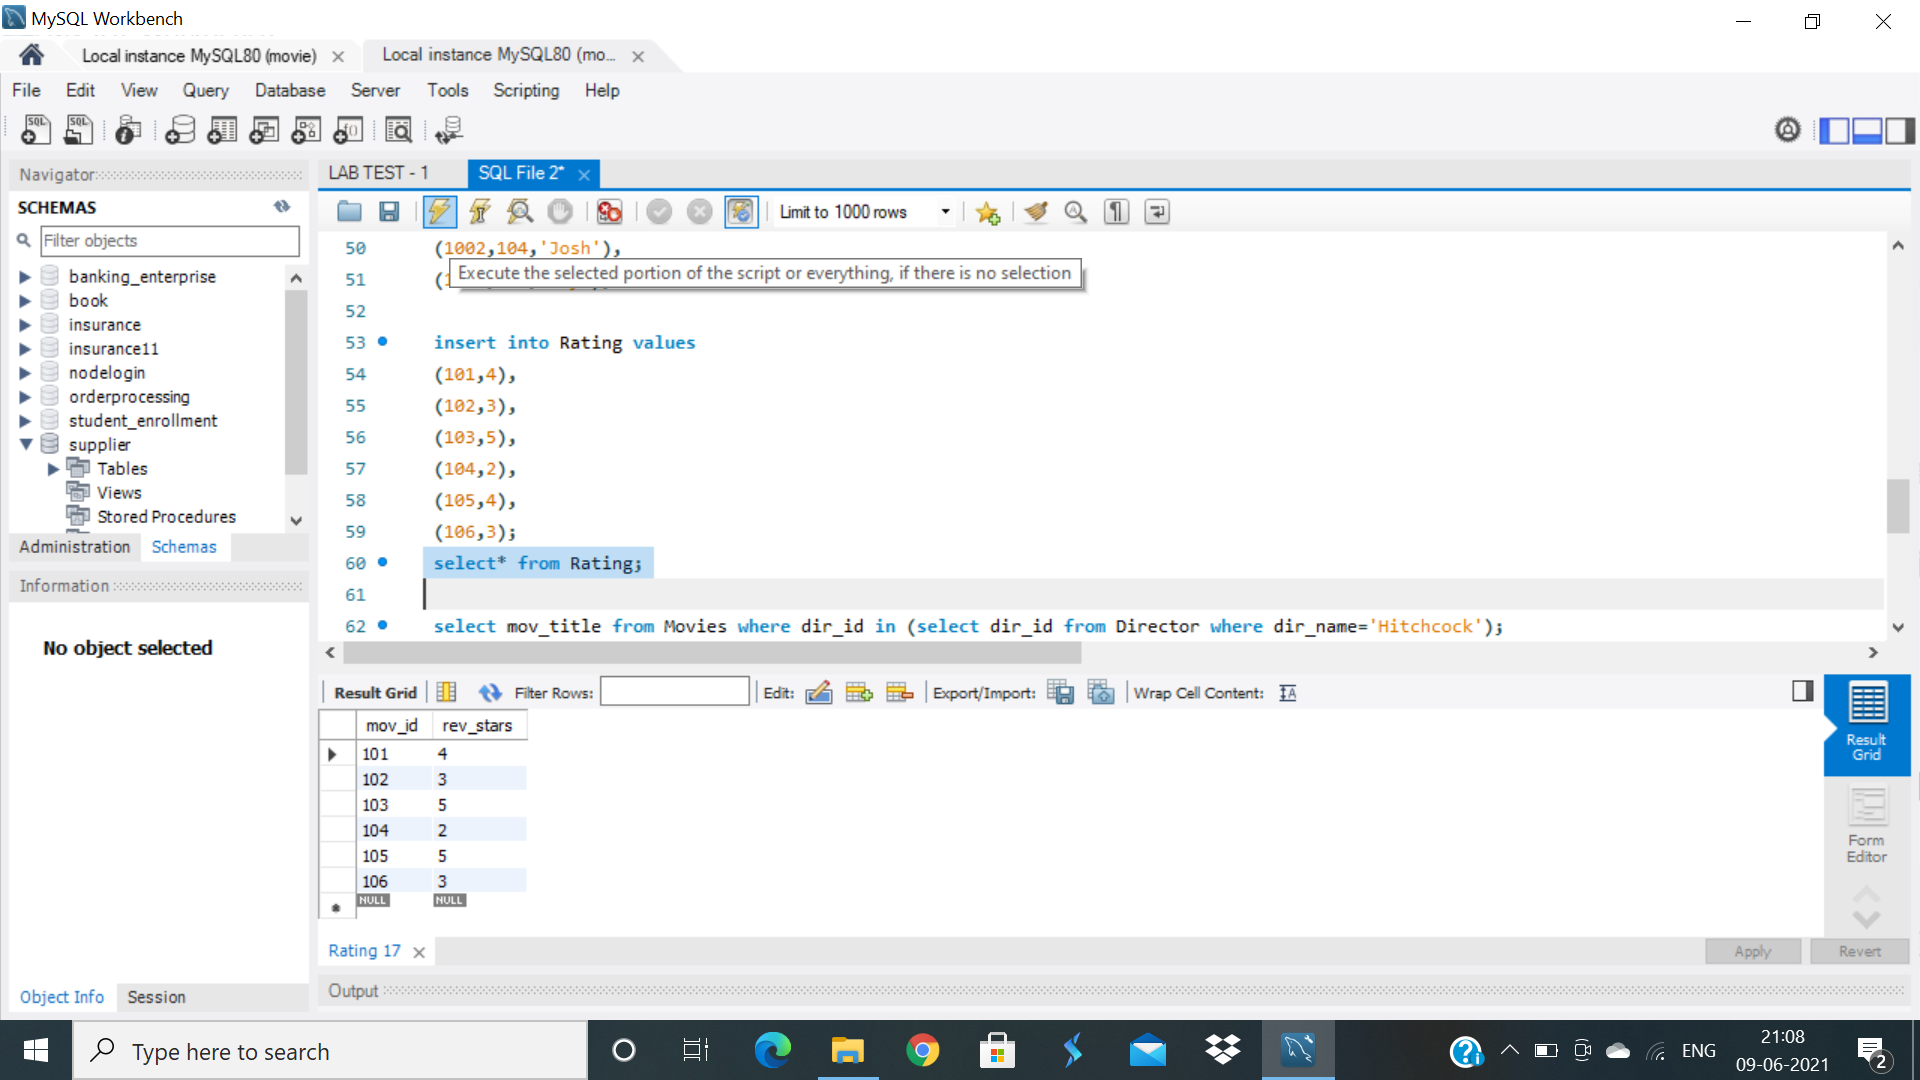 MySQL Workbench
Local instance MySQL80 (movie)
Local instance MySQL80 (mo...
File Edit View Query Database Server Tools Scripting Help
Navigator
SCHEMAS
Filter objects
banking_enterprise
book
insurance
insurance11
nodelogin
orderprocessing
student_enrollment
supplier
Tables
Views
Stored Procedures
Administration Schemas
Information
No object selected
Object Info Session
LAB TEST - 1 SQL File 2*
Limit to 1000 rows
50 (1002,104,'Josh'),
Execute the selected portion of the script or everything, if there is no selection
51
52
53 insert into Rating values
54 (101,4),
55 (102,3),
56 (103,5),
57 (104,2),
58 (105,4),
59 (106,3);
60 select* from Rating;
61
62 select mov_title from Movies where dir_id in (select dir_id from Director where dir_name='Hitchcock');
Result Grid Filter Rows: Edit: Export/Import: Wrap Cell Content:
mov_id rev_stars
101 4
102 3
103 5
104 2
105 5
106 3
NULL NULL
Result Grid
Form Editor
Rating 17
Apply Revert
Output
Type here to search
ENG
21:08
09-06-2021
2